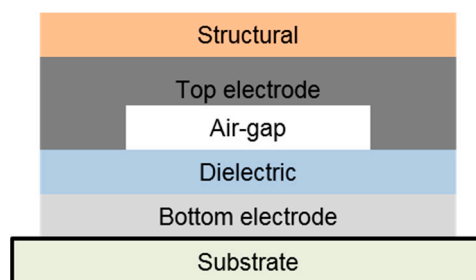 Structural
Top electrode
Air-gap
Dielectric
Bottom electrode
Substrate